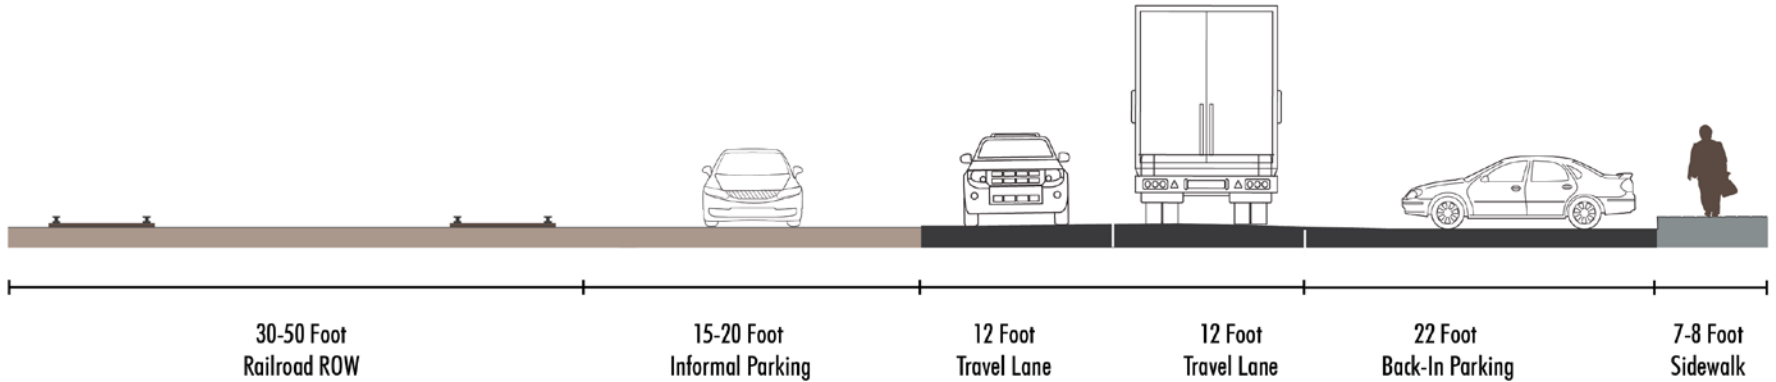 30-50 Foot
Railroad ROW
15-20 Foot
Informal Parking
12 Foot
Travel Lane
12 Foot
Travel Lane
22 Foot
Back-In Parking
7-8 Foot
Sidewalk